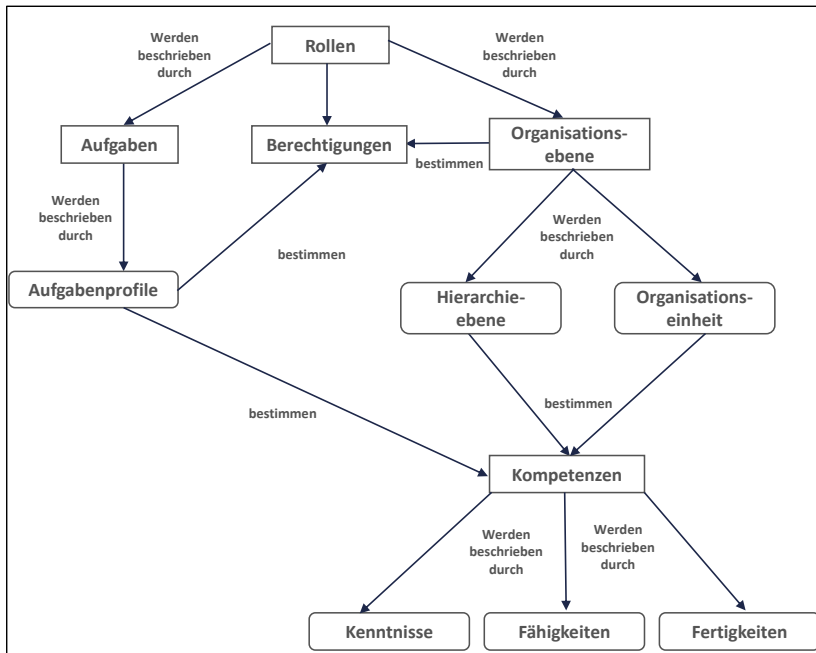 Werden
beschrieben
durch
Rollen
Werden
beschrieben
durch
Aufgaben
Berechtigungen
bestimmen
Organisations-
ebene
Werden
beschrieben
durch
bestimmen
Werden
beschrieben
durch
Aufgabenprofile
Hierarchie-
ebene
Organisations-
einheit
bestimmen
bestimmen
Kompetenzen
Werden
beschrieben
durch
Werden
beschrieben
durch
Kenntnisse
Fähigkeiten
Fertigkeiten